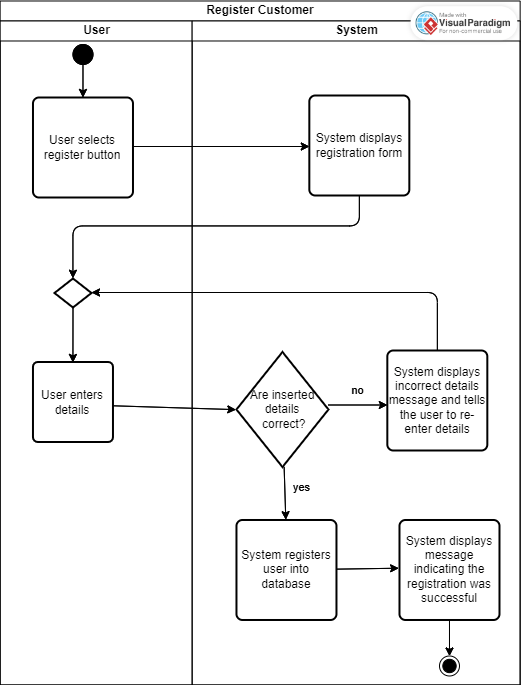 Register Customer
User
System
Made with
Visual Paradigm
For non-commercial use
User selects
register button
System displays
registration form
User enters
details
Are inserted
details
correct?
no
System displays
incorrect details
message and tells
the user to re-
enter details
yes
System registers
user into
database
System displays
message
indicating the
registration was
successful